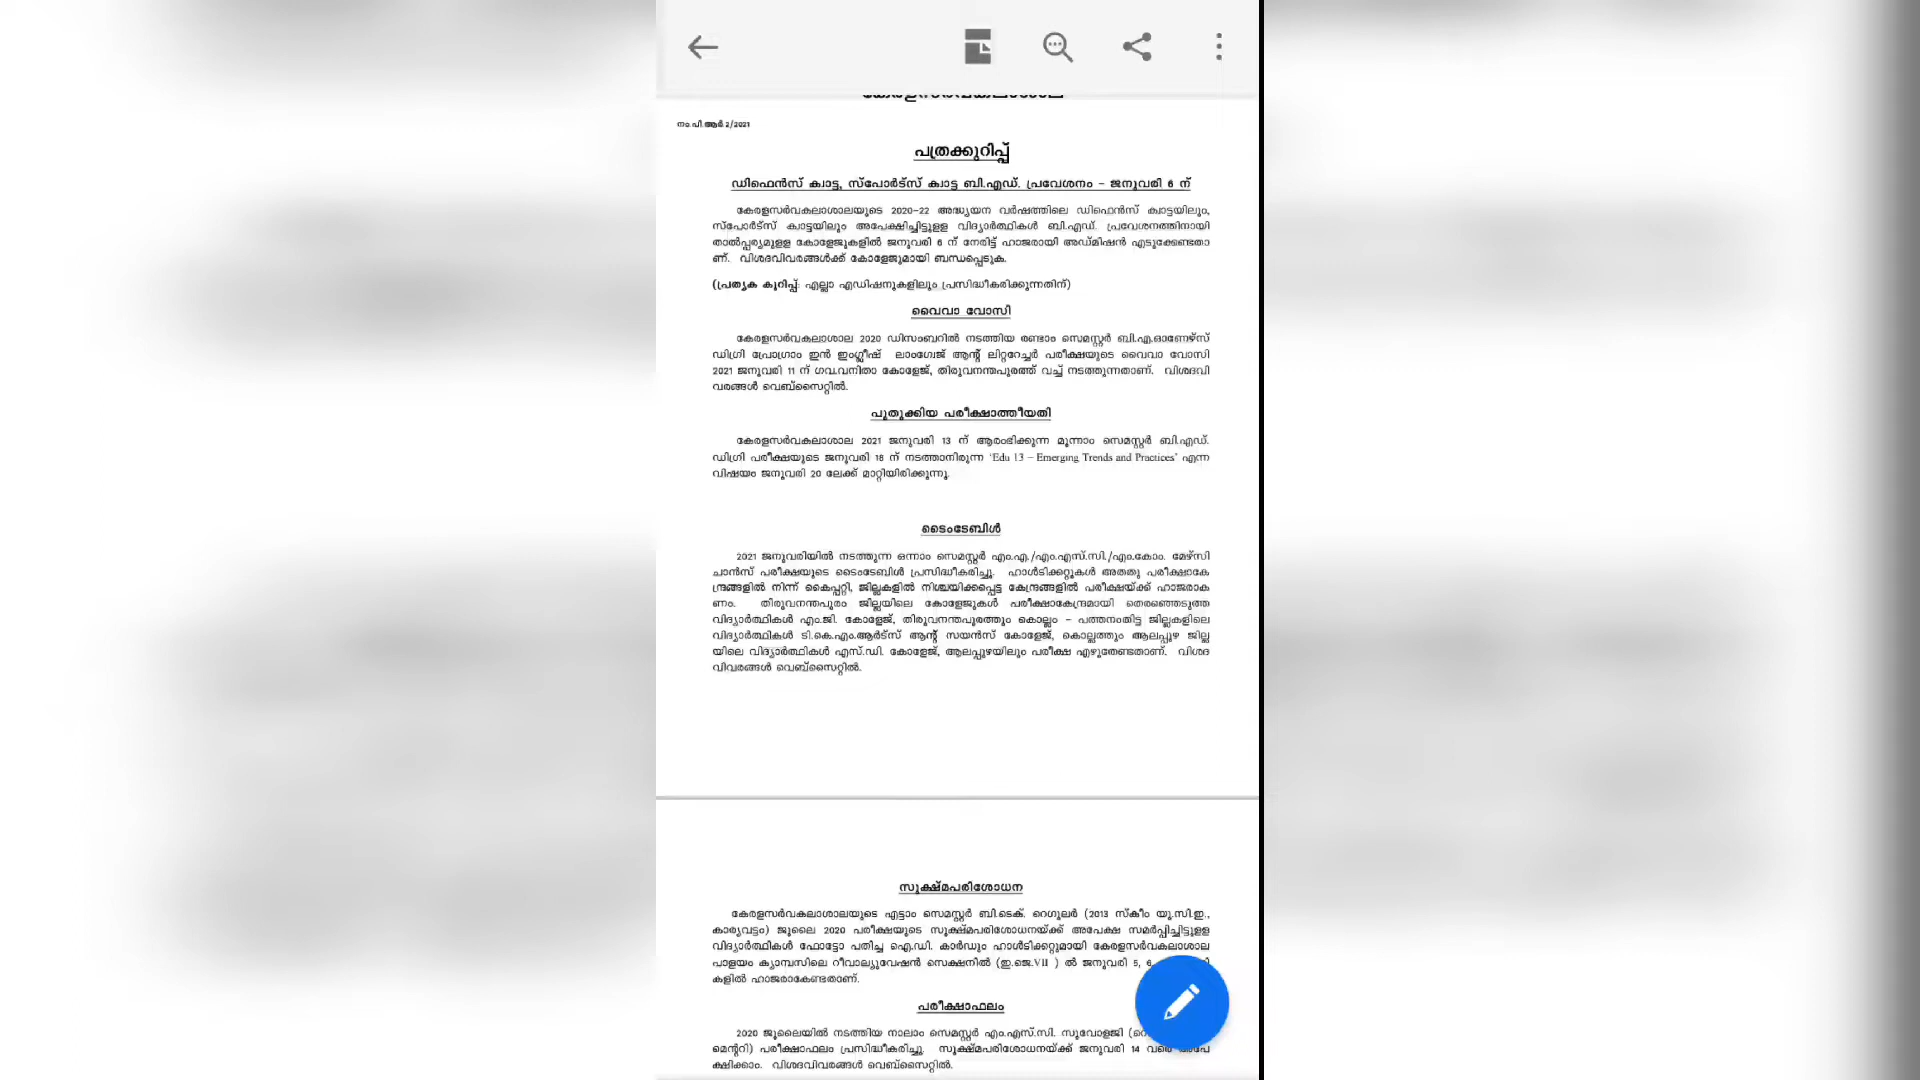 കേരളസർവകലാശാല
നം.പി.ആർ.2/2021
പത്രക്കുറിപ്പ്
ഡിഫെൻസ് ക്വാട്ട, സ്പോർട്സ് ക്വാട്ട ബി.എഡ്. പ്രവേശനം – ജനുവരി 6 ന്
കേരളസർവകലാശാലയുടെ 2020–22 അദ്ധ്യയന വർഷത്തിലെ ഡിഫെൻസ് ക്വാട്ടയിലും,
സ്പോർട്സ് ക്വാട്ടയിലും അപേക്ഷിച്ചിട്ടുളള വിദ്യാർത്ഥികൾ ബി.എഡ്. പ്രവേശനത്തിനായി
താൽപ്പര്യമുളള കോളേജുകളിൽ ജനുവരി 6 ന് നേരിട്ട് ഹാജരായി അഡ്മിഷൻ എടുക്കേണ്ടതാ
ണ്. വിശദവിവരങ്ങൾക്ക് കോളേജുമായി ബന്ധപ്പെടുക.
(പ്രത്യക കുറിപ്പ്: എല്ലാ എഡിഷനുകളിലും പ്രസിദ്ധീകരിക്കുന്നതിന്)
വൈവാ വോസി
കേരളസർവകലാശാല 2020 ഡിസംബറിൽ നടത്തിയ രണ്ടാം സെമസ്റ്റർ ബി.എ.ഓണേഴ്സ്
ഡിഗ്രി പ്രോഗ്രാം ഇൻ ഇംഗ്ലീഷ് ലാംഗ്വേജ് ആന്റ് ലിറ്ററേച്ചർ പരീക്ഷയുടെ വൈവാ വോസി
2021 ജനുവരി 11 ന് ഗവ.വനിതാ കോളേജ്, തിരുവനന്തപുരത്ത് വച്ച് നടത്തുന്നതാണ്. വിശദവി
വരങ്ങൾ വെബ്സൈറ്റിൽ.
പുതുക്കിയ പരീക്ഷാത്തീയതി
കേരളസർവകലാശാല 2021 ജനുവരി 13 ന് ആരംഭിക്കുന്ന മൂന്നാം സെമസ്റ്റർ ബി.എഡ്.
ഡിഗ്രി പരീക്ഷയുടെ ജനുവരി 18 ന് നടത്താനിരുന്ന 'Edu 13 – Emerging Trends and Practices' എന്ന
വിഷയം ജനുവരി 20 ലേക്ക് മാറ്റിയിരിക്കുന്നു.
ടൈംടേബിൾ
2021 ജനുവരിയിൽ നടത്തുന്ന ഒന്നാം സെമസ്റ്റർ എം.എ./എം.എസ്.സി./എം.കോം. മേഴ്സി
ചാൻസ് പരീക്ഷയുടെ ടൈംടേബിൾ പ്രസിദ്ധീകരിച്ചു. ഹാൾടിക്കറ്റുകൾ അതതു പരീക്ഷാകേ
ന്ദ്രങ്ങളിൽ നിന്ന് കൈപ്പറ്റി, ജില്ലകളിൽ നിശ്ചയിക്കപ്പെട്ട കേന്ദ്രങ്ങളിൽ പരീക്ഷയ്ക്ക് ഹാജരാക
ണം. തിരുവനന്തപുരം ജില്ലയിലെ കോളേജുകൾ പരീക്ഷാകേന്ദ്രമായി തെരഞ്ഞെടുത്ത
വിദ്യാർത്ഥികൾ എം.ജി. കോളേജ്, തിരുവനന്തപുരത്തും കൊല്ലം – പത്തനംതിട്ട ജില്ലകളിലെ
വിദ്യാർത്ഥികൾ ടി.കെ.എം.ആർട്സ് ആന്റ് സയൻസ് കോളേജ്, കൊല്ലത്തും ആലപ്പുഴ ജില്ല
യിലെ വിദ്യാർത്ഥികൾ എസ്.ഡി. കോളേജ്, ആലപ്പുഴയിലും പരീക്ഷ എഴുതേണ്ടതാണ്. വിശദ
വിവരങ്ങൾ വെബ്സൈറ്റിൽ.
സൂക്ഷ്മപരിശോധന
കേരളസർവകലാശാലയുടെ എട്ടാം സെമസ്റ്റർ ബി.ടെക്. റെഗുലർ (2013 സ്കീം യു.സി.ഇ.,
കാര്യവട്ടം) ജൂലൈ 2020 പരീക്ഷയുടെ സൂക്ഷ്മപരിശോധനയ്ക്ക് അപേക്ഷ സമർപ്പിച്ചിട്ടുളള
വിദ്യാർത്ഥികൾ ഫോട്ടോ പതിച്ച ഐ.ഡി. കാർഡും ഹാൾടിക്കറ്റുമായി കേരളസർവകലാശാല
പാളയം ക്യാമ്പസിലെ റീവാല്യുവേഷൻ സെക്ഷനിൽ (ഇ.ജെ.VII ) ൽ ജനുവരി 5, 6
കളിൽ ഹാജരാകേണ്ടതാണ്.
പരീക്ഷാഫലം
2020 ജൂലൈയിൽ നടത്തിയ നാലാം സെമസ്റ്റർ എം.എസ്.സി. സുവോളജി
മെന്ററി) പരീക്ഷാഫലം പ്രസിദ്ധീകരിച്ചു. സൂക്ഷ്മപരിശോധനയ്ക്ക് ജനുവരി 14 വരെ അപേ
ക്ഷിക്കാം. വിശദവിവരങ്ങൾ വെബ്സൈറ്റിൽ.